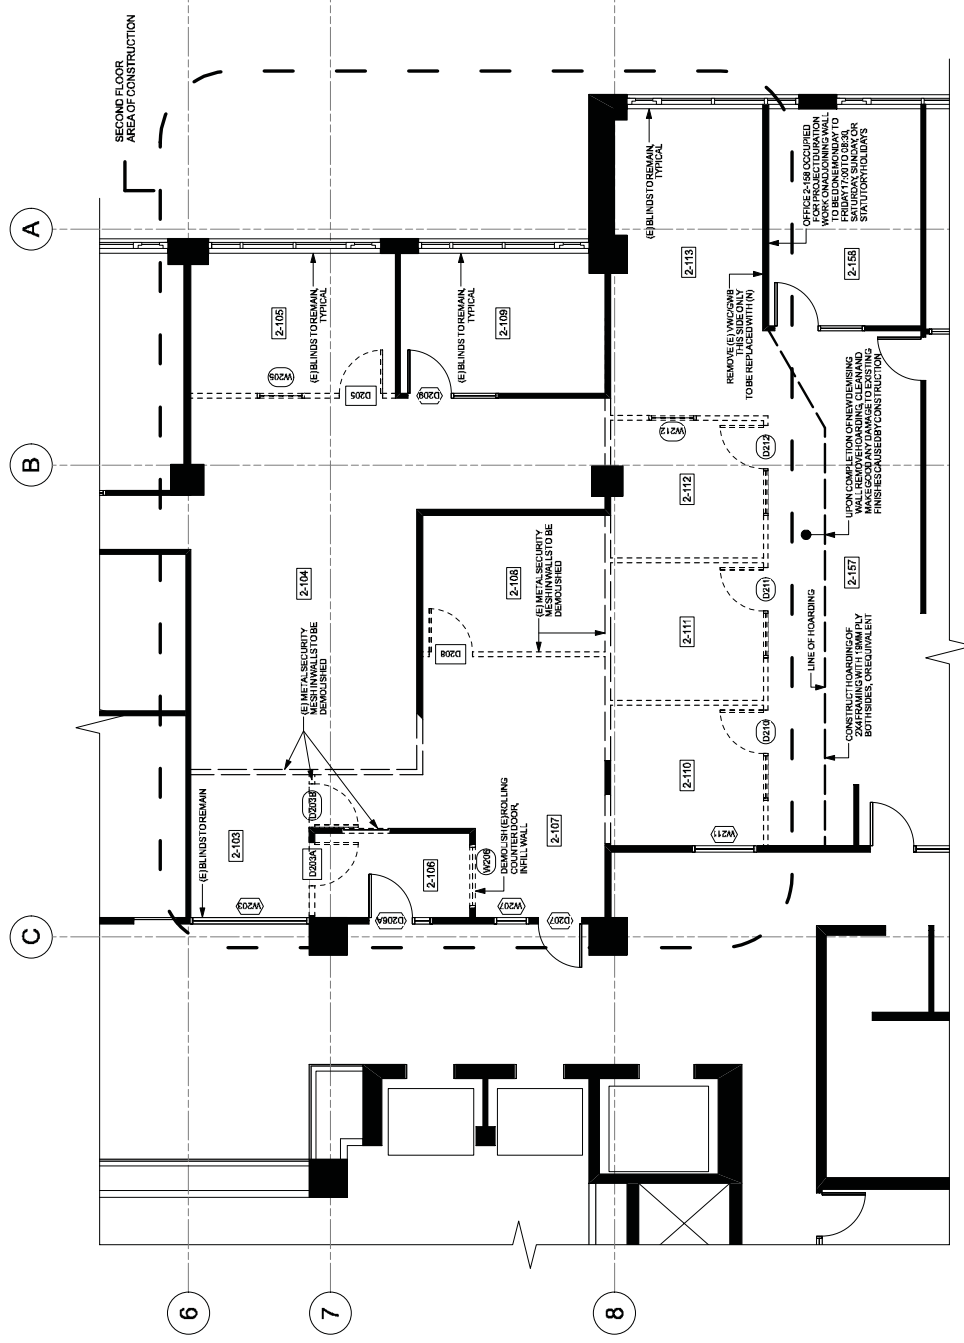 SECOND FLOOR
AREA OF CONSTRUCTION
A
B
C
6
7
8
(E) BLINDS TO REMAIN,
TYPICAL
2-105
W205
D205
(E) BLINDS TO REMAIN,
TYPICAL
2-109
D209
(E) BLINDS TO REMAIN,
TYPICAL
2-113
REMOVE (E) VWC/GWB
THIS SIDE ONLY
TO BE REPLACED WITH (N)
OFFICE 2-158 OCCUPIED
FOR PROJECT DURATION
WORK ON ADJOINING WALL
TO BE DONE MONDAY TO
FRIDAY 17:00 TO 08:30,
SATURDAY, SUNDAY, OR
STATUTORY HOLIDAYS
2-158
W212
D212
2-112
UPON COMPLETION OF NEW DEMISING
WALL, REMOVE HOARDING, CLEAN AND
MAKE GOOD ANY DAMAGE TO EXISTING
FINISHES CAUSED BY CONSTRUCTION
2-157
2-104
2-108
(E) METAL SECURITY
MESH IN WALLS TO BE
DEMOLISHED
D208
(E) METAL SECURITY
MESH IN WALLS TO BE
DEMOLISHED
2-111
D211
LINE OF HOARDING
CONSTRUCT HOARDING OF
2X4 FRAMING WITH 19MM PLY
BOTH SIDES, OR EQUIVALENT
2-110
D210
W211
(E) BLINDS TO REMAIN
2-103
W203
D203B
D203A
2-106
D206A
W206
DEMOLISH (E) ROLLING
COUNTER DOOR,
INFILL WALL
2-107
W207
D207